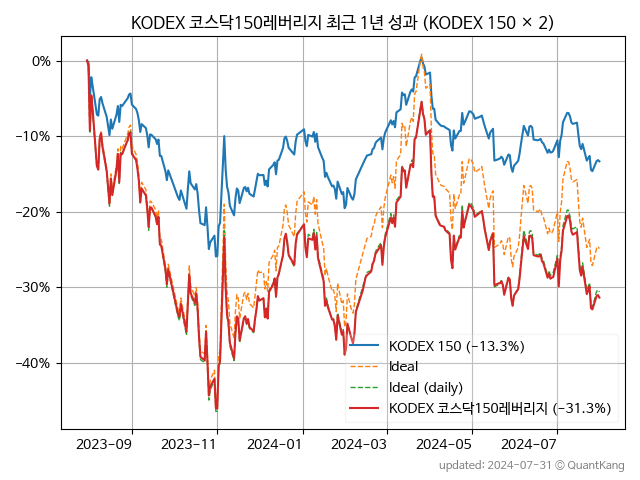 KODEX 코스닥150레버리지 최근 1년 성과 (KODEX 150 × 2)
0%
−10%
−20%
−30%
−40%
KODEX 150 (−13.3%)
Ideal
Ideal (daily)
KODEX 코스닥150레버리지 (−31.3%)
2023-09 2023-11 2024-01 2024-03 2024-05 2024-07
updated: 2024-07-31 © QuantKang